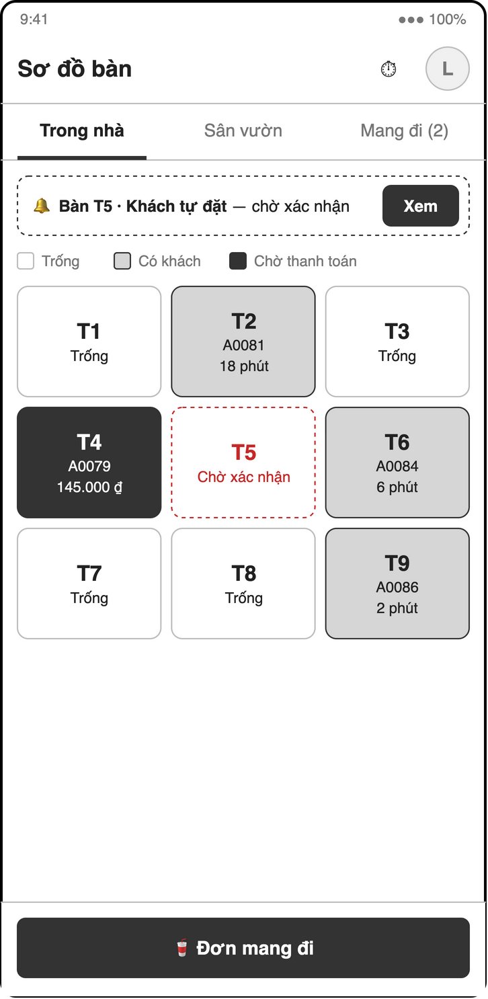 9:41
●●● 100%
Sơ đồ bàn
L
Trong nhà
Sân vườn
Mang đi (2)
Bàn T5 · Khách tự đặt — chờ xác nhận
Xem
Trống
Có khách
Chờ thanh toán
T1
Trống
T2
A0081
18 phút
T3
Trống
T4
A0079
145.000 ₫
T5
Chờ xác nhận
T6
A0084
6 phút
T7
Trống
T8
Trống
T9
A0086
2 phút
Đơn mang đi